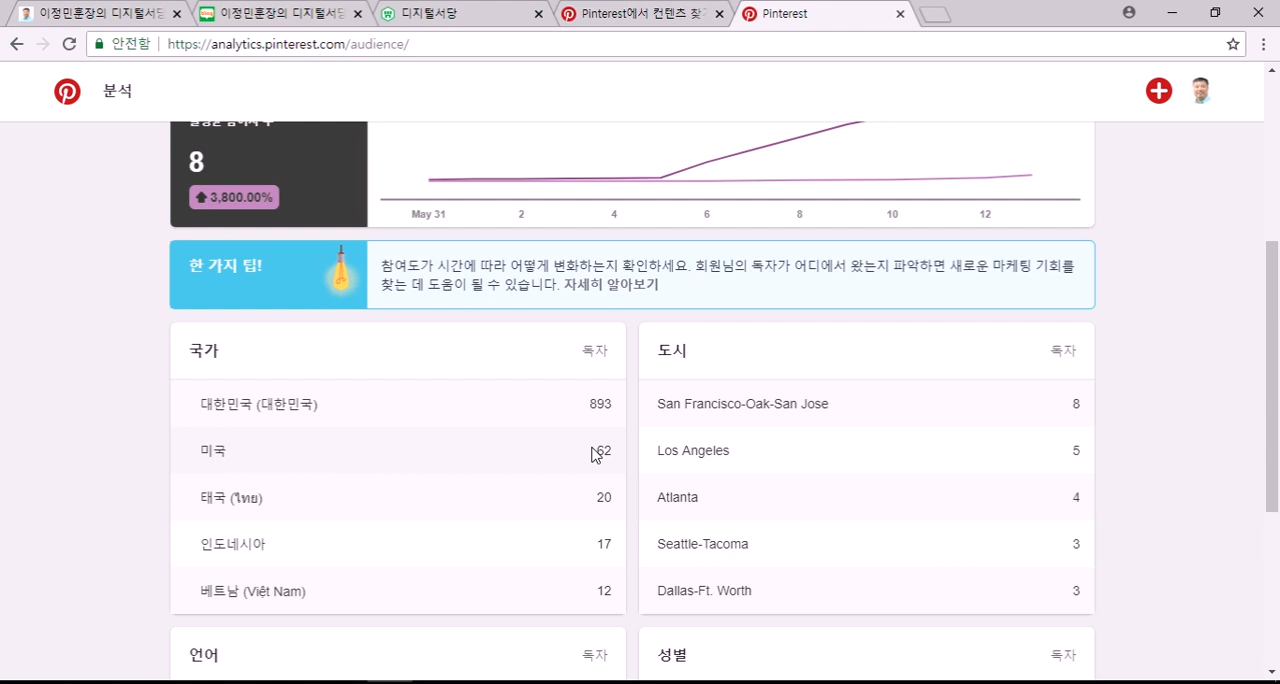 이정민훈장의 디지털서당
이정민훈장의 디지털서당
디지털서당
Pinterest에서 컨텐츠 찾기
Pinterest
안전함
https://analytics.pinterest.com/audience/
분석
8
3,800.00%
May 31
2
4
6
8
10
12
한 가지 팁!
참여도가 시간에 따라 어떻게 변화하는지 확인하세요. 회원님의 독자가 어디에서 왔는지 파악하면 새로운 마케팅 기회를
찾는 데 도움이 될 수 있습니다. 자세히 알아보기
국가 독자
대한민국 (대한민국) 893
미국 62
태국 (ไทย) 20
인도네시아 17
베트남 (Việt Nam) 12
도시 독자
San Francisco-Oak-San Jose 8
Los Angeles 5
Atlanta 4
Seattle-Tacoma 3
Dallas-Ft. Worth 3
언어 독자
성별 독자